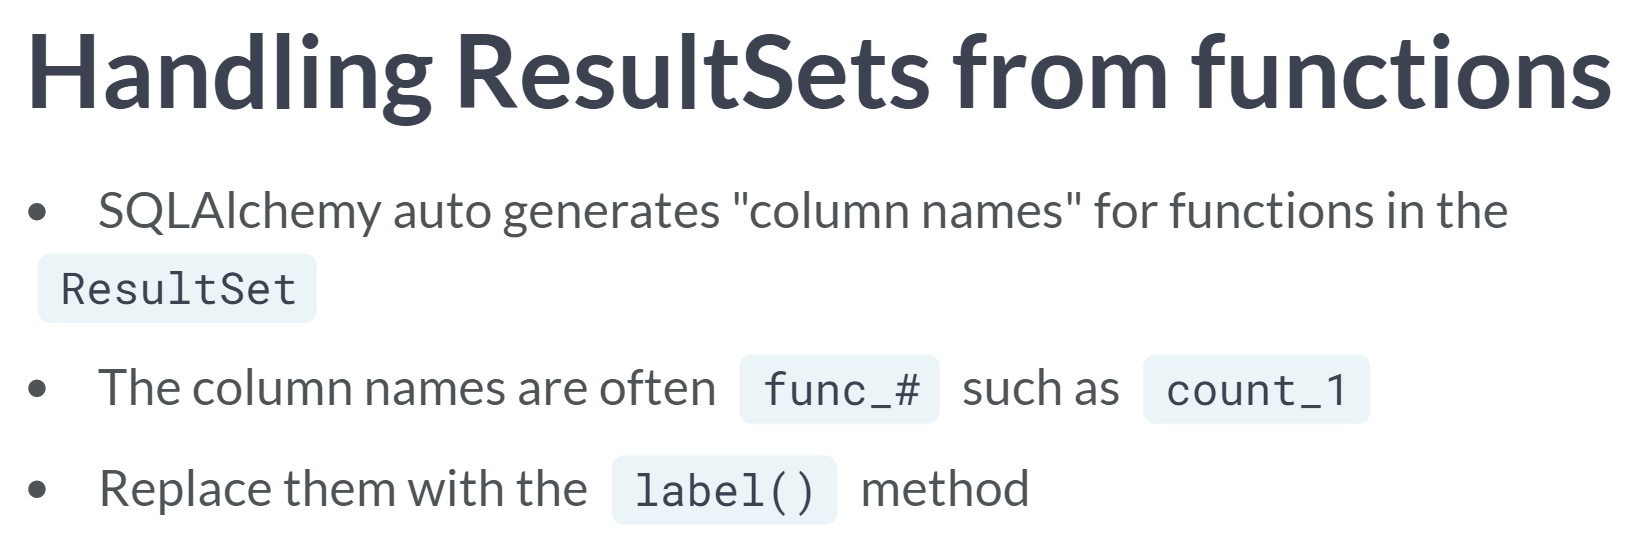 Handling ResultSets from functions
• SQLAlchemy auto generates "column names" for functions in the
ResultSet
• The column names are often func_# such as count_1
• Replace them with the label() method